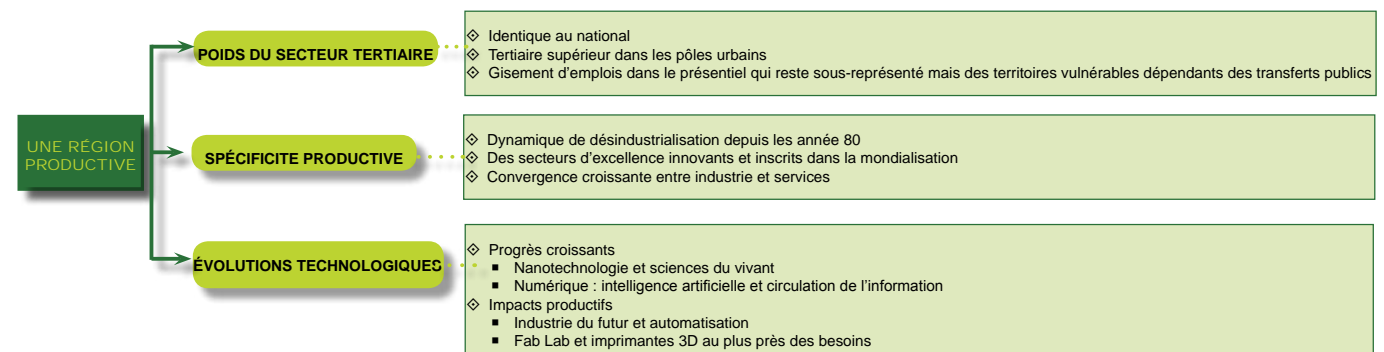 UNE RÉGION
PRODUCTIVE
POIDS DU SECTEUR TERTIAIRE
Identique au national
Tertiaire supérieur dans les pôles urbains
Gisement d'emplois dans le présentiel qui reste sous-représenté mais des territoires vulnérables dépendants des transferts publics
SPÉCIFICITE PRODUCTIVE
Dynamique de désindustrialisation depuis les année 80
Des secteurs d'excellence innovants et inscrits dans la mondialisation
Convergence croissante entre industrie et services
ÉVOLUTIONS TECHNOLOGIQUES
Progrès croissants
Nanotechnologie et sciences du vivant
Numérique : intelligence artificielle et circulation de l'information
Impacts productifs
Industrie du futur et automatisation
Fab Lab et imprimantes 3D au plus près des besoins